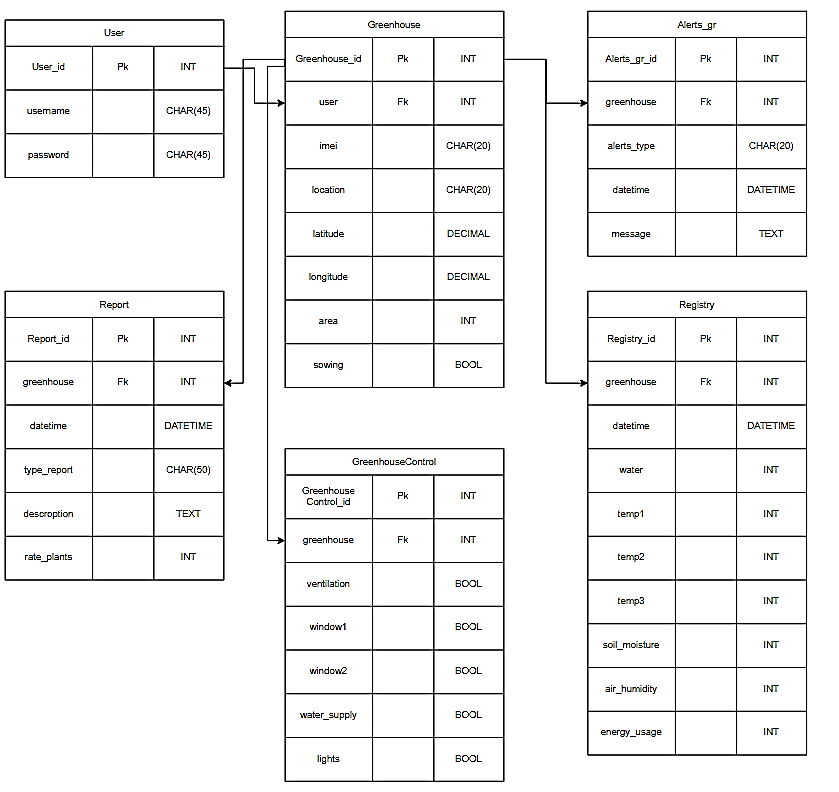 User
User_id Pk INT
username CHAR(45)
password CHAR(45)
Greenhouse
Greenhouse_id Pk INT
user Fk INT
imei CHAR(20)
location CHAR(20)
latitude DECIMAL
longitude DECIMAL
area INT
sowing BOOL
Alerts_gr
Alerts_gr_id Pk INT
greenhouse Fk INT
alerts_type CHAR(20)
datetime DATETIME
message TEXT
Report
Report_id Pk INT
greenhouse Fk INT
datetime DATETIME
type_report CHAR(50)
descroption TEXT
rate_plants INT
GreenhouseControl
Greenhouse
Control_id Pk INT
greenhouse Fk INT
ventilation BOOL
window1 BOOL
window2 BOOL
water_supply BOOL
lights BOOL
Registry
Registry_id Pk INT
greenhouse Fk INT
datetime DATETIME
water INT
temp1 INT
temp2 INT
temp3 INT
soil_moisture INT
air_humidity INT
energy_usage INT